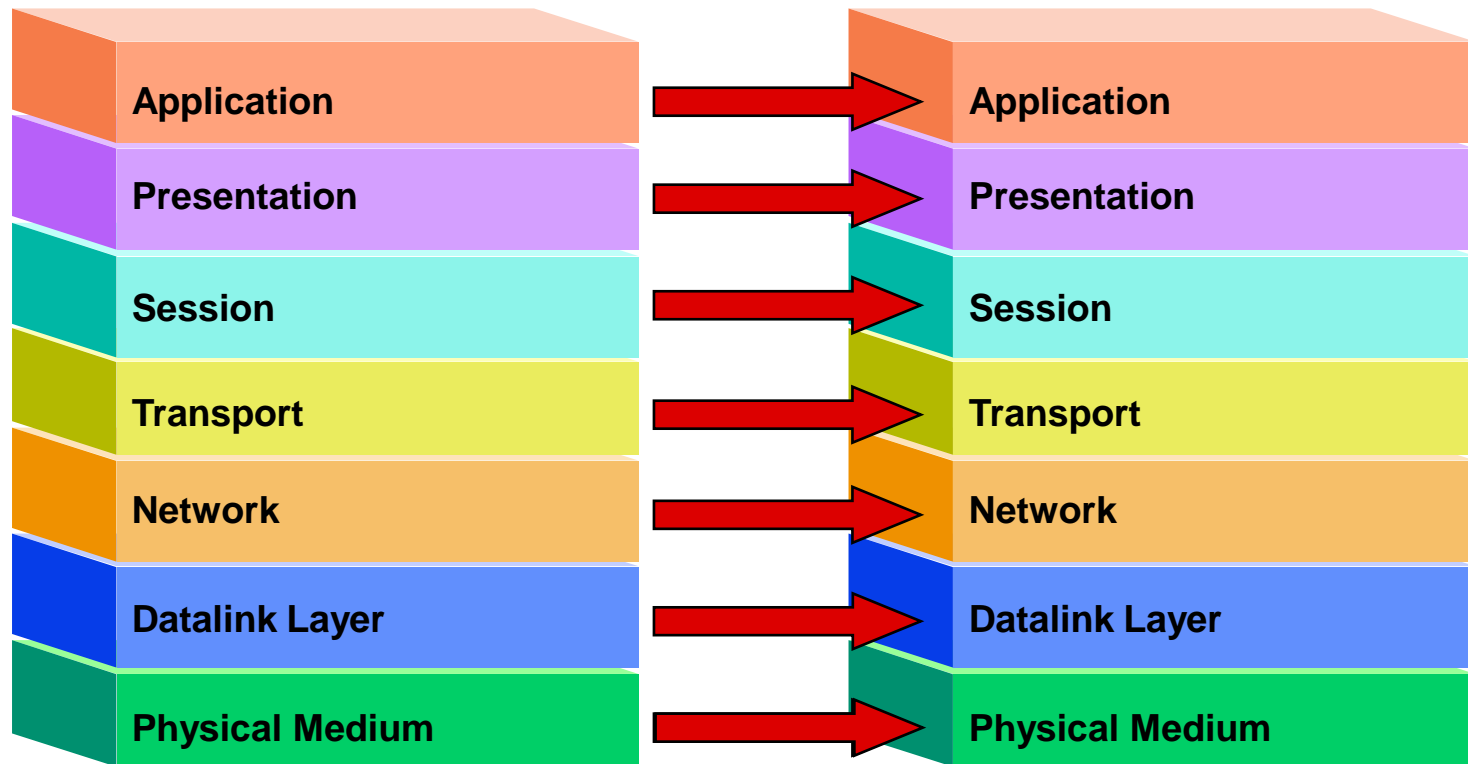 Application
Application
Presentation
Presentation
Session
Session
Transport
Transport
Network
Network
Datalink Layer
Datalink Layer
Physical Medium
Physical Medium